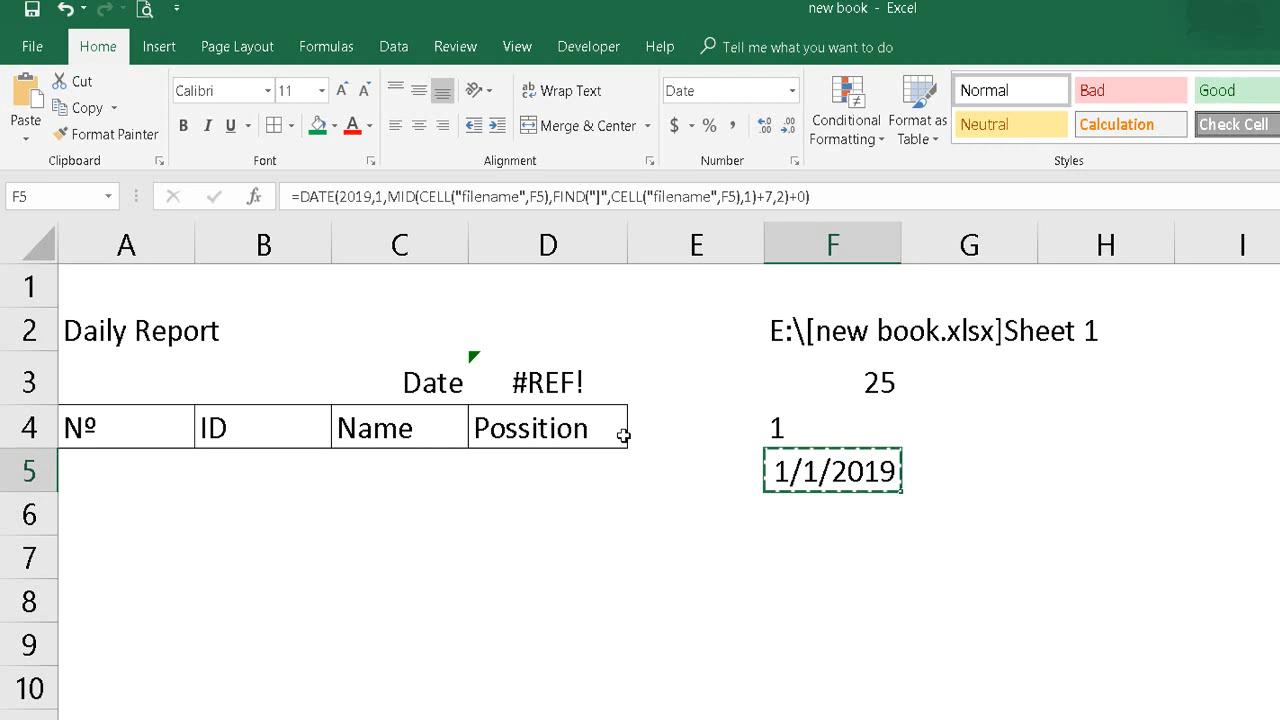 new book - Excel
File Home Insert Page Layout Formulas Data Review View Developer Help Tell me what you want to do
Paste
Cut
Copy
Format Painter
Clipboard
Calibri 11
B I U
Font
Wrap Text
Merge & Center
Alignment
Date
$ % ,
Number
Conditional Formatting
Format as Table
Normal Bad Good
Neutral Calculation Check Cell
Styles
F5 fx =DATE(2019,1,MID(CELL("filename",F5),FIND("]",CELL("filename",F5),1)+7,2)+0)
A B C D E F G H I
1
2 Daily Report E:\[new book.xlsx]Sheet 1
3 Date #REF! 25
4 Nº ID Name Possition 1
5 1/1/2019
6
7
8
9
10